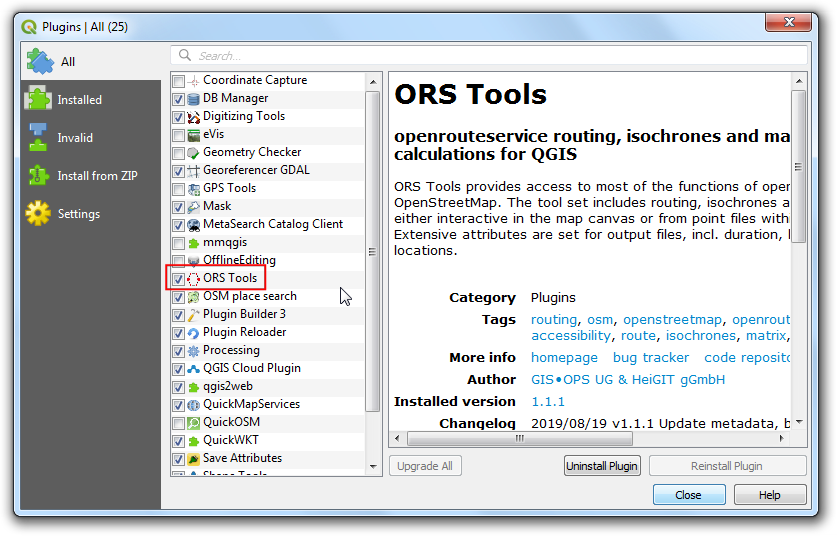 Plugins | All (25)
All
Installed
Invalid
Install from ZIP
Settings
Search...
Coordinate Capture
DB Manager
Digitizing Tools
eVis
Geometry Checker
Georeferencer GDAL
GPS Tools
Mask
MetaSearch Catalog Client
mmqgis
OfflineEditing
ORS Tools
OSM place search
Plugin Builder 3
Plugin Reloader
Processing
QGIS Cloud Plugin
qgis2web
QuickMapServices
QuickOSM
QuickWKT
Save Attributes
Shape Tools
ORS Tools
openrouteservice routing, isochrones and ma
calculations for QGIS
ORS Tools provides access to most of the functions of open
OpenStreetMap. The tool set includes routing, isochrones a
either interactive in the map canvas or from point files with
Extensive attributes are set for output files, incl. duration, l
locations.
Category Plugins
Tags routing, osm, openstreetmap, openrout
accessibility, route, isochrones, matrix,
More info homepage bug tracker code reposito
Author GIS•OPS UG & HeiGIT gGmbH
Installed version 1.1.1
Changelog 2019/08/19 v1.1.1 Update metadata, b
Upgrade All
Uninstall Plugin
Reinstall Plugin
Close
Help